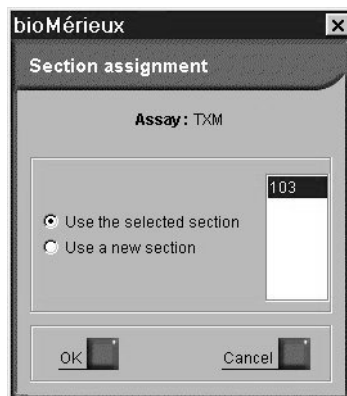 bioMérieux
Section assignment
Assay : TXM
103
Use the selected section
Use a new section
OK
Cancel